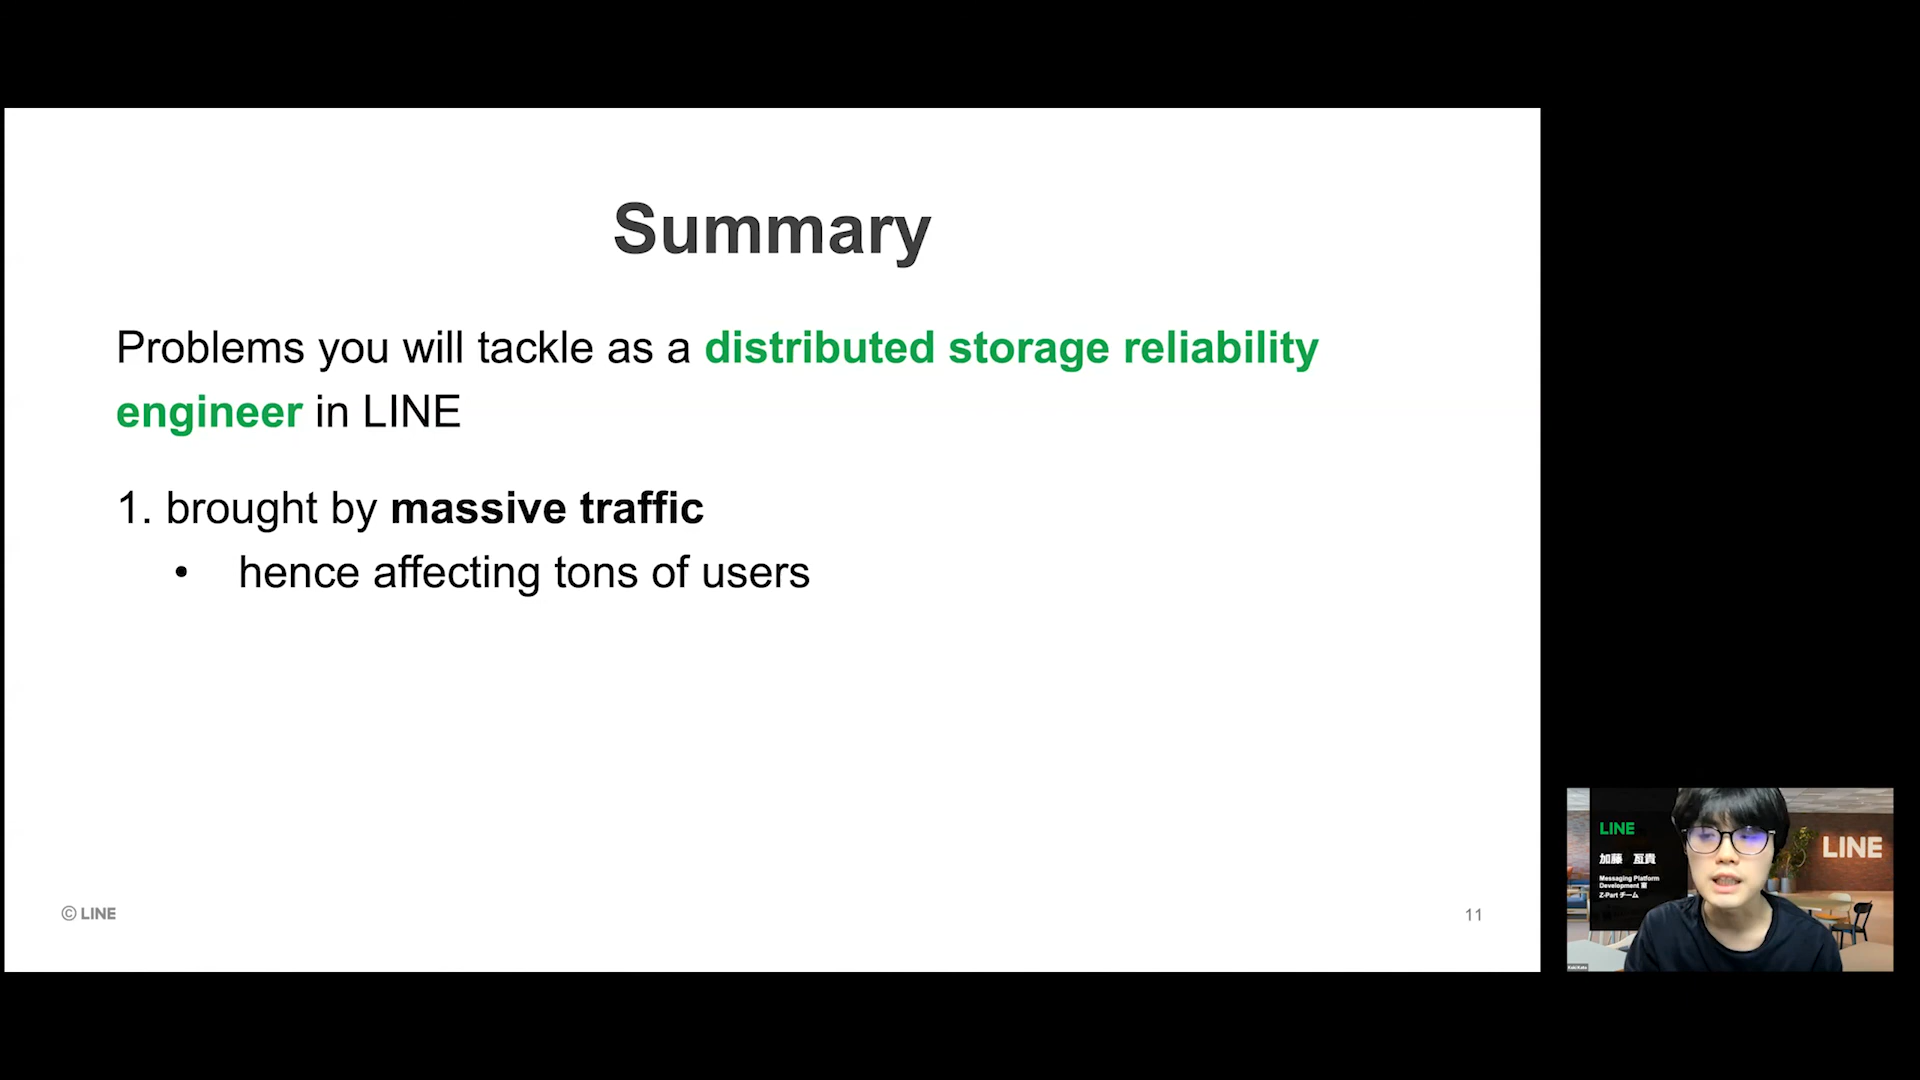 Summary
Problems you will tackle as a distributed storage reliability
engineer in LINE
1. brought by massive traffic
• hence affecting tons of users
© LINE
11
LINE
加藤 亙貴
Messaging Platform
Development 室
Z-Part チーム
LINE